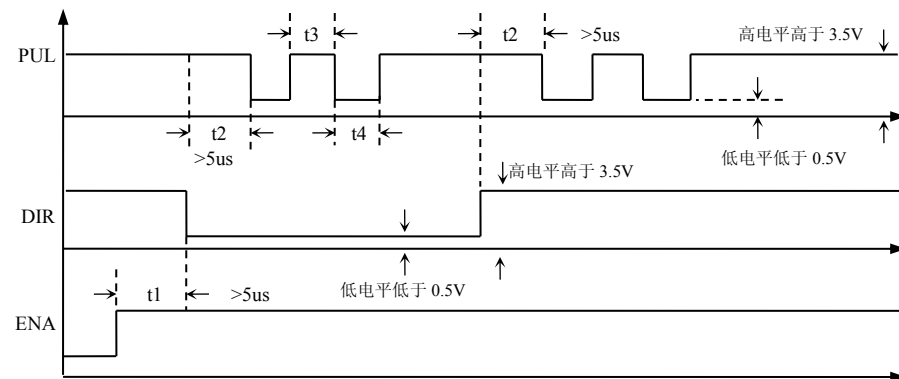 t3
t2
>5us
高电平高于 3.5V
PUL
t2
t4
>5us
低电平低于 0.5V
高电平高于 3.5V
DIR
低电平低于 0.5V
t1
>5us
ENA